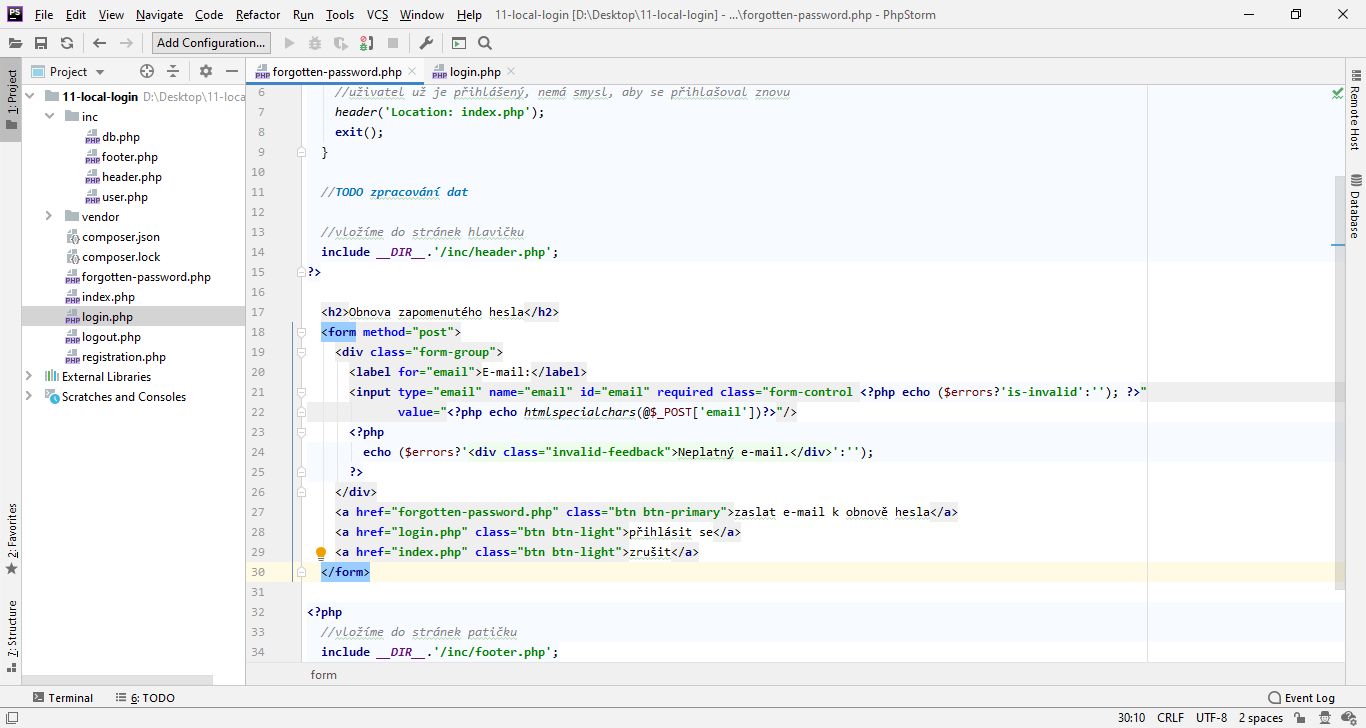 PS File Edit View Navigate Code Refactor Run Tools VCS Window Help 11-local-login [D:\Desktop\11-local-login] - ...\forgotten-password.php - PhpStorm
Add Configuration...
1: Project
Project
forgotten-password.php
login.php
11-local-login D:\Desktop\11-loca
inc
db.php
footer.php
header.php
user.php
vendor
composer.json
composer.lock
forgotten-password.php
index.php
login.php
logout.php
registration.php
External Libraries
Scratches and Consoles
6 //uživatel už je přihlášený, nemá smysl, aby se přihlašoval znovu
7 header('Location: index.php');
8 exit();
9 }
10
11 //TODO zpracování dat
12
13 //vložíme do stránek hlavičku
14 include __DIR__.'/inc/header.php';
15 ?>
16
17 <h2>Obnova zapomenutého hesla</h2>
18 <form method="post">
19 <div class="form-group">
20 <label for="email">E-mail:</label>
21 <input type="email" name="email" id="email" required class="form-control <?php echo ($errors?'is-invalid':''); ?>"
22 value="<?php echo htmlspecialchars(@$_POST['email'])?>"/>
23 <?php
24 echo ($errors?'<div class="invalid-feedback">Neplatný e-mail.</div>':'');
25 ?>
26 </div>
27 <a href="forgotten-password.php" class="btn btn-primary">zaslat e-mail k obnově hesla</a>
28 <a href="login.php" class="btn btn-light">přihlásit se</a>
29 <a href="index.php" class="btn btn-light">zrušit</a>
30 </form>
31
32 <?php
33 //vložíme do stránek patičku
34 include __DIR__.'/inc/footer.php';
form
Remote Host
Database
2: Favorites
7: Structure
Terminal
6: TODO
Event Log
30:10 CRLF UTF-8 2 spaces